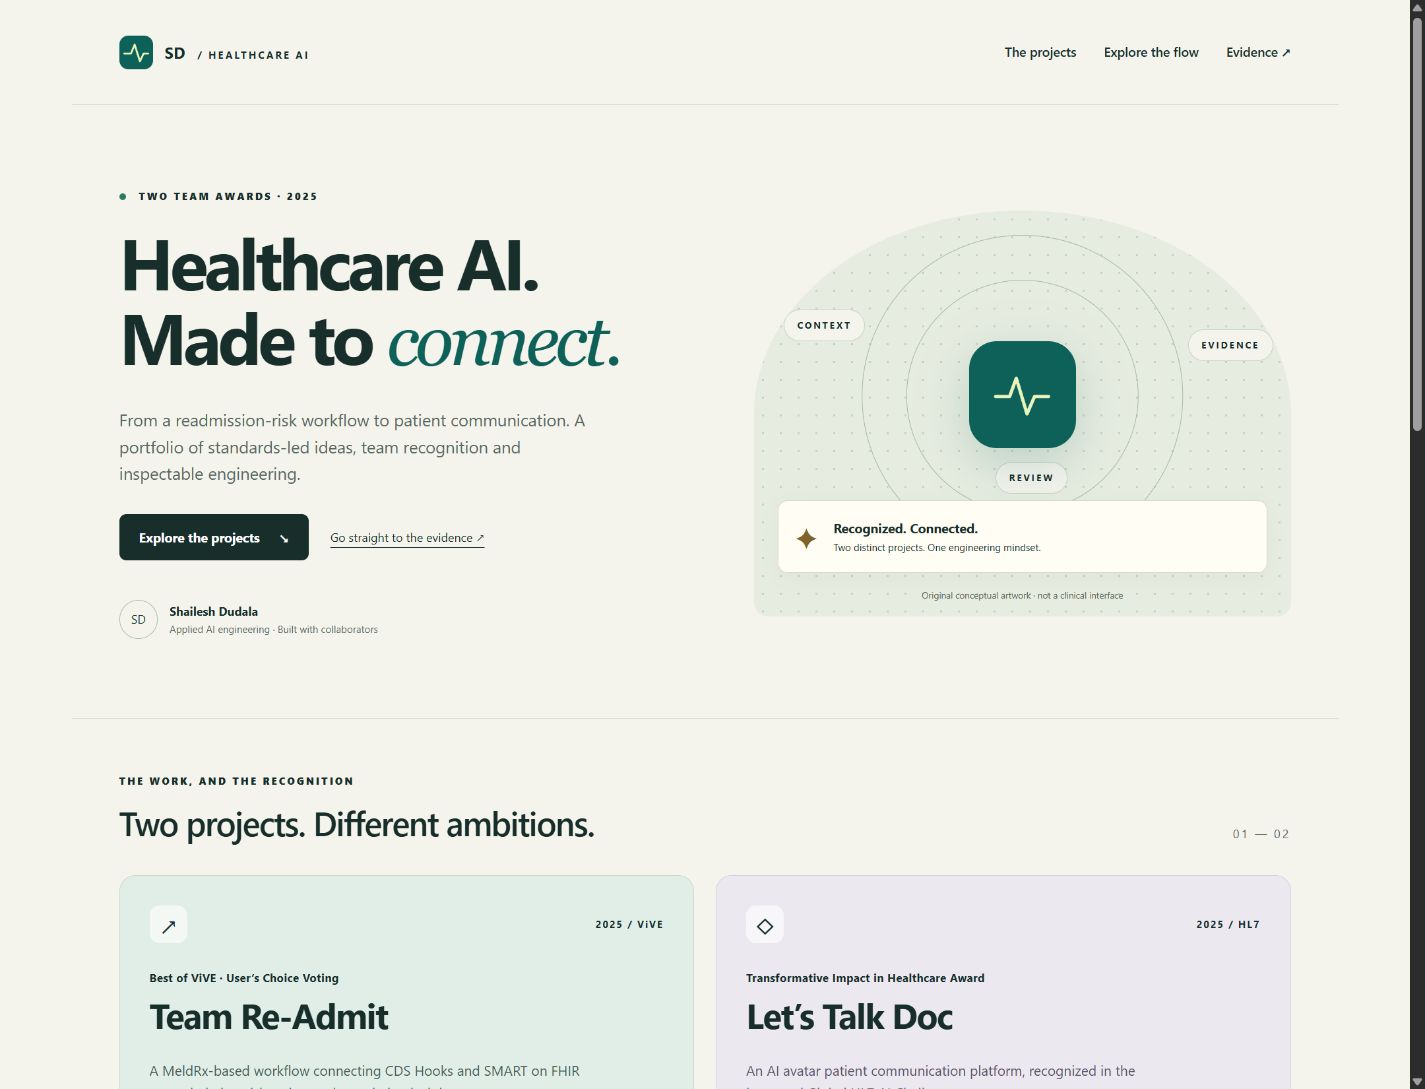 SD / HEALTHCARE AI
The projects
Explore the flow
Evidence ↗
TWO TEAM AWARDS · 2025
Healthcare AI.
Made to connect.
From a readmission-risk workflow to patient communication. A
portfolio of standards-led ideas, team recognition and
inspectable engineering.
Explore the projects ↘
Go straight to the evidence ↗
SD
Shailesh Dudala
Applied AI engineering · Built with collaborators
CONTEXT
EVIDENCE
REVIEW
Recognized. Connected.
Two distinct projects. One engineering mindset.
Original conceptual artwork · not a clinical interface
THE WORK, AND THE RECOGNITION
Two projects. Different ambitions.
01 — 02
2025 / ViVE
Best of ViVE · User’s Choice Voting
Team Re-Admit
A MeldRx-based workflow connecting CDS Hooks and SMART on FHIR
2025 / HL7
Transformative Impact in Healthcare Award
Let’s Talk Doc
An AI avatar patient communication platform, recognized in the